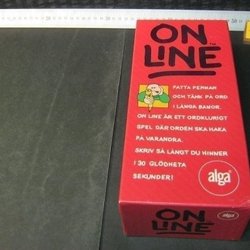 ON
LINE
FATTA PENNAN
OCH TÄNK PÅ ORD
I LÅNGA BANOR.
ON LINE ÄR ETT ORDKLURIGT
SPEL DÄR ORDEN SKA HAKA
PÅ VARANDRA.
SKRIV SÅ LÅNGT DU HINNER
I 30 GLÖDHETA
SEKUNDER!
alga
ON
LINE
alga